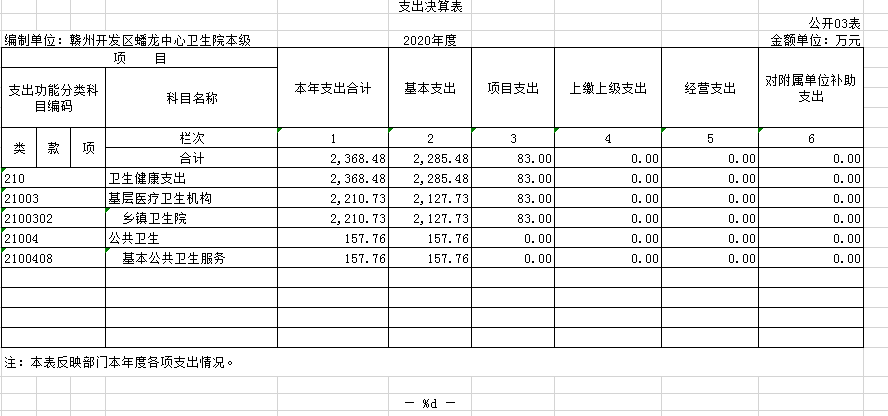 支出决算表
公开03表
编制单位：赣州开发区蟠龙中心卫生院本级 2020年度 金额单位：万元
项 目
支出功能分类科目编码 科目名称 本年支出合计 基本支出 项目支出 上缴上级支出 经营支出 对附属单位补助支出
类 款 项 栏次 1 2 3 4 5 6
合计 2,368.48 2,285.48 83.00 0.00 0.00 0.00
210 卫生健康支出 2,368.48 2,285.48 83.00 0.00 0.00 0.00
21003 基层医疗卫生机构 2,210.73 2,127.73 83.00 0.00 0.00 0.00
2100302 乡镇卫生院 2,210.73 2,127.73 83.00 0.00 0.00 0.00
21004 公共卫生 157.76 157.76 0.00 0.00 0.00 0.00
2100408 基本公共卫生服务 157.76 157.76 0.00 0.00 0.00 0.00
注：本表反映部门本年度各项支出情况。
— %d —